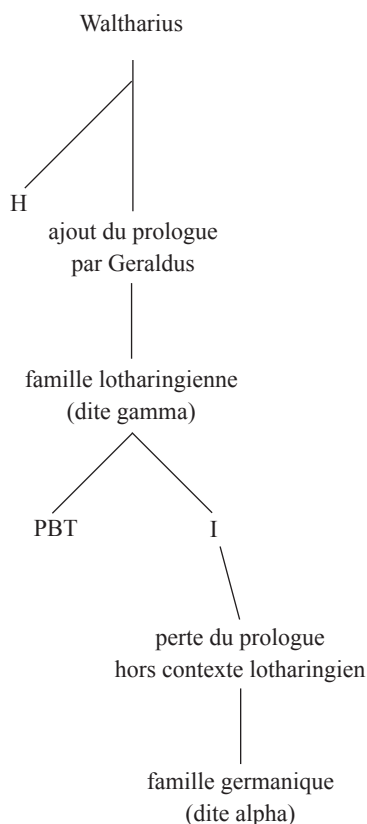 Waltharius
H
ajout du prologue
par Geraldus
famille lotharingienne
(dite gamma)
PBT
I
perte du prologue
hors contexte lotharingien
famille germanique
(dite alpha)